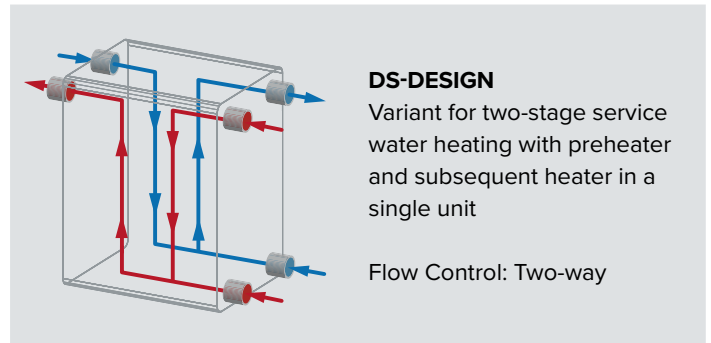 DS-DESIGN
Variant for two-stage service
water heating with preheater
and subsequent heater in a
single unit
Flow Control: Two-way